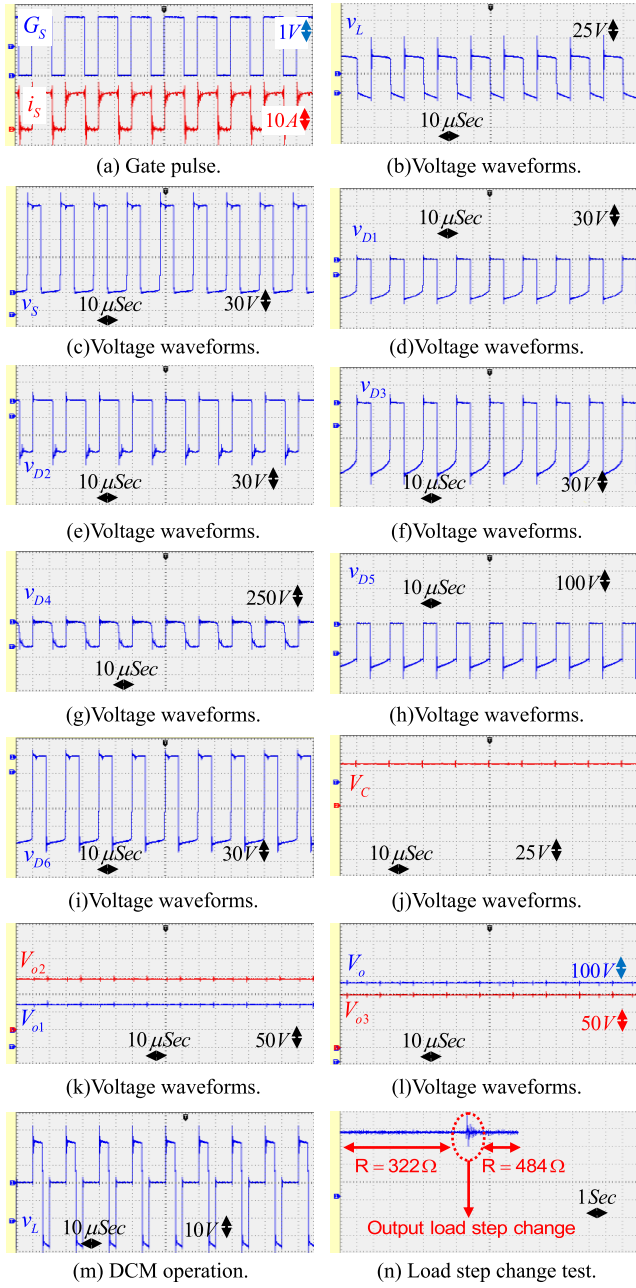 G_S
1V
i_S
10A
(a) Gate pulse.
v_L
25V
10 μSec
(b)Voltage waveforms.
v_S
10 μSec
30V
(c)Voltage waveforms.
10 μSec
30V
v_D1
(d)Voltage waveforms.
v_D2
10 μSec
30V
(e)Voltage waveforms.
v_D3
10 μSec
30V
(f)Voltage waveforms.
v_D4
250V
10 μSec
(g)Voltage waveforms.
v_D5
100V
10 μSec
(h)Voltage waveforms.
v_D6
10 μSec
30V
(i)Voltage waveforms.
V_C
10 μSec
25V
(j)Voltage waveforms.
V_o2
V_o1
10 μSec
50V
(k)Voltage waveforms.
V_o
100V
V_o3
50V
10 μSec
(l)Voltage waveforms.
v_L
10 μSec
10V
(m) DCM operation.
R = 322 Ω
R = 484 Ω
1Sec
Output load step change
(n) Load step change test.